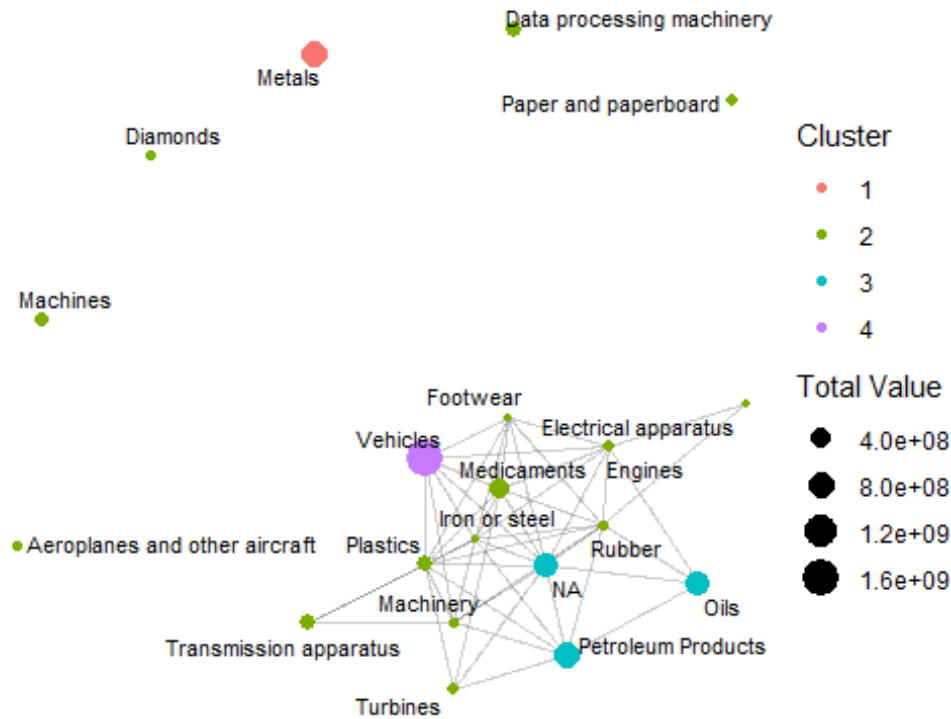 Data processing machinery
Metals
Paper and paperboard
Diamonds
Machines
Footwear
Electrical apparatus
Vehicles
Medicaments
Engines
Iron or steel
Plastics
Rubber
Aeroplanes and other aircraft
NA
Machinery
Oils
Transmission apparatus
Petroleum Products
Turbines
Cluster
1
2
3
4
Total Value
4.0e+08
8.0e+08
1.2e+09
1.6e+09